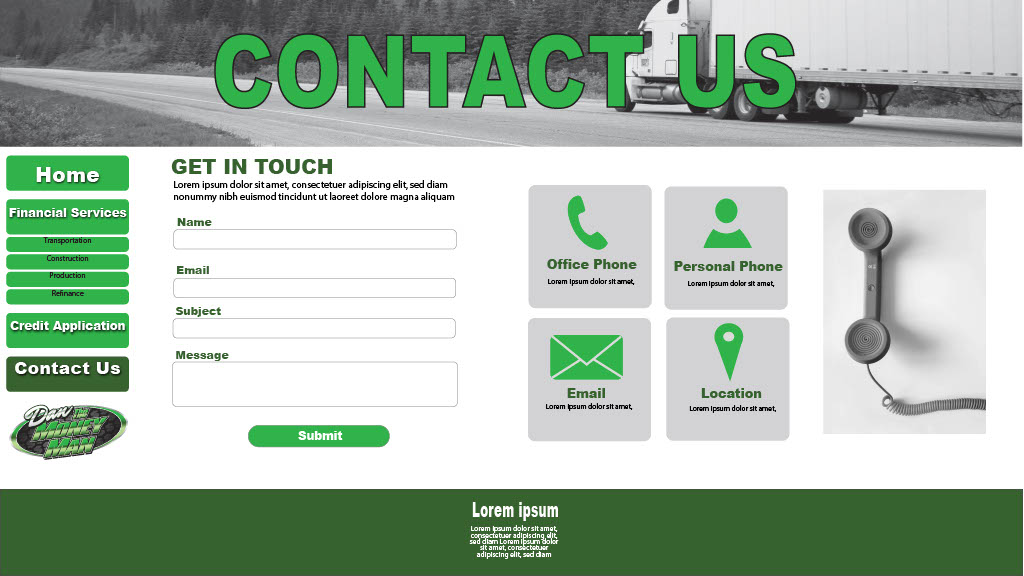 CONTACT US
Home
Financial Services
Transportation
Construction
Production
Refinance
Credit Application
Contact Us
Dan THE
MONEY
MAN
GET IN TOUCH
Lorem ipsum dolor sit amet, consectetuer adipiscing elit, sed diam
nonummy nibh euismod tincidunt ut laoreet dolore magna aliquam
Name
Email
Subject
Message
Submit
Office Phone
Lorem ipsum dolor sit amet,
Personal Phone
Lorem ipsum dolor sit amet,
Email
Lorem ipsum dolor sit amet,
Location
Lorem ipsum dolor sit amet,
Lorem ipsum
Lorem ipsum dolor sit amet,
consectetuer adipiscing elit,
sed diam Lorem ipsum dolor
sit amet, consectetuer
adipiscing elit, sed diam